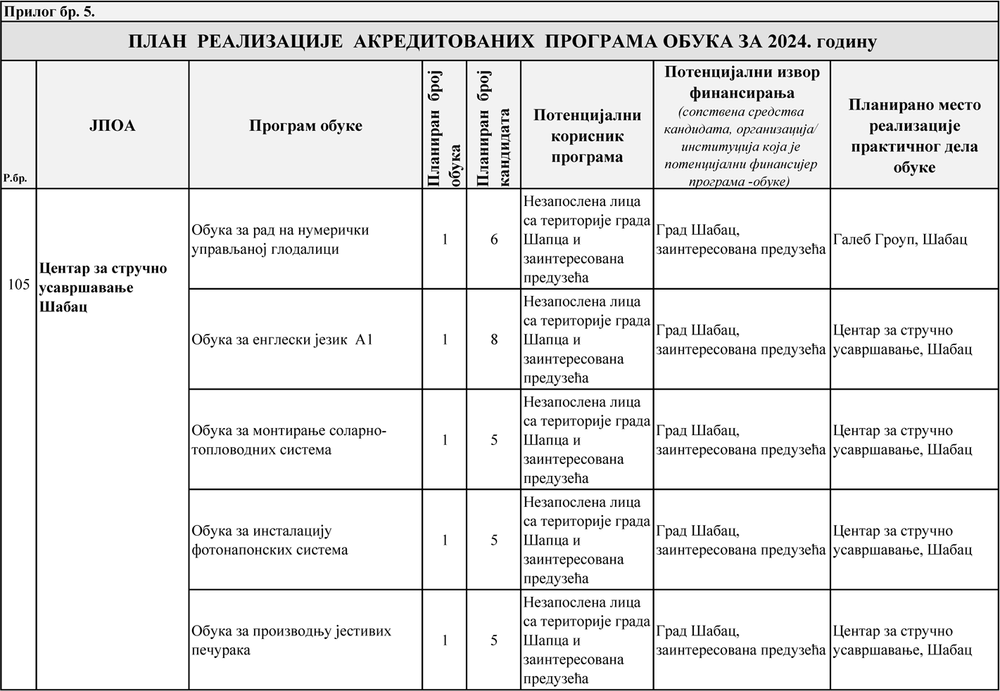 Прилог бр. 5.
ПЛАН РЕАЛИЗАЦИЈЕ АКРЕДИТОВАНИХ ПРОГРАМА ОБУКА ЗА 2024. годину
Р.бр.
ЈПОА
Програм обуке
Планиран број
обука
Планиран број
кандидата
Потенцијални
корисник
програма
Потенцијални извор
финансирања
(сопствена средства
кандидата, организација/
институција која је
потенцијални финансијер
програма -обуке)
Планирано место
реализације
практичног дела
обуке
105
Центар за стручно
усавршавање
Шабац
Обука за рад на нумерички
управљаној глодалици
1
6
Незапослена лица
са територије града
Шапца и
заинтересована
предузећа
Град Шабац,
заинтересована предузећа
Галеб Гроуп, Шабац
Обука за енглески језик А1
1
8
Незапослена лица
са територије града
Шапца и
заинтересована
предузећа
Град Шабац,
заинтересована предузећа
Центар за стручно
усавршавање, Шабац
Обука за монтирање соларно-
топловодних система
1
5
Незапослена лица
са територије града
Шапца и
заинтересована
предузећа
Град Шабац,
заинтересована предузећа
Центар за стручно
усавршавање, Шабац
Обука за инсталацију
фотонапонских система
1
5
Незапослена лица
са територије града
Шапца и
заинтересована
предузећа
Град Шабац,
заинтересована предузећа
Центар за стручно
усавршавање, Шабац
Обука за производњу јестивих
печурака
1
5
Незапослена лица
са територије града
Шапца и
заинтересована
предузећа
Град Шабац,
заинтересована предузећа
Центар за стручно
усавршавање, Шабац